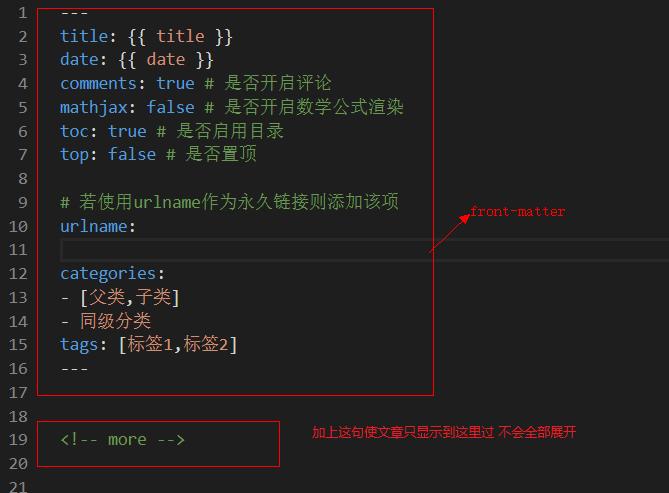 1 ---
2 title: {{ title }}
3 date: {{ date }}
4 comments: true # 是否开启评论
5 mathjax: false # 是否开启数学公式渲染
6 toc: true # 是否启用目录
7 top: false # 是否置顶
8
9 # 若使用urlname作为永久链接则添加该项
10 urlname:
front-matter
11
12 categories:
13 - [父类,子类]
14 - 同级分类
15 tags: [标签1,标签2]
16 ---
17
18
19 <!-- more -->
加上这句使文章只显示到这里过 不会全部展开
20
21